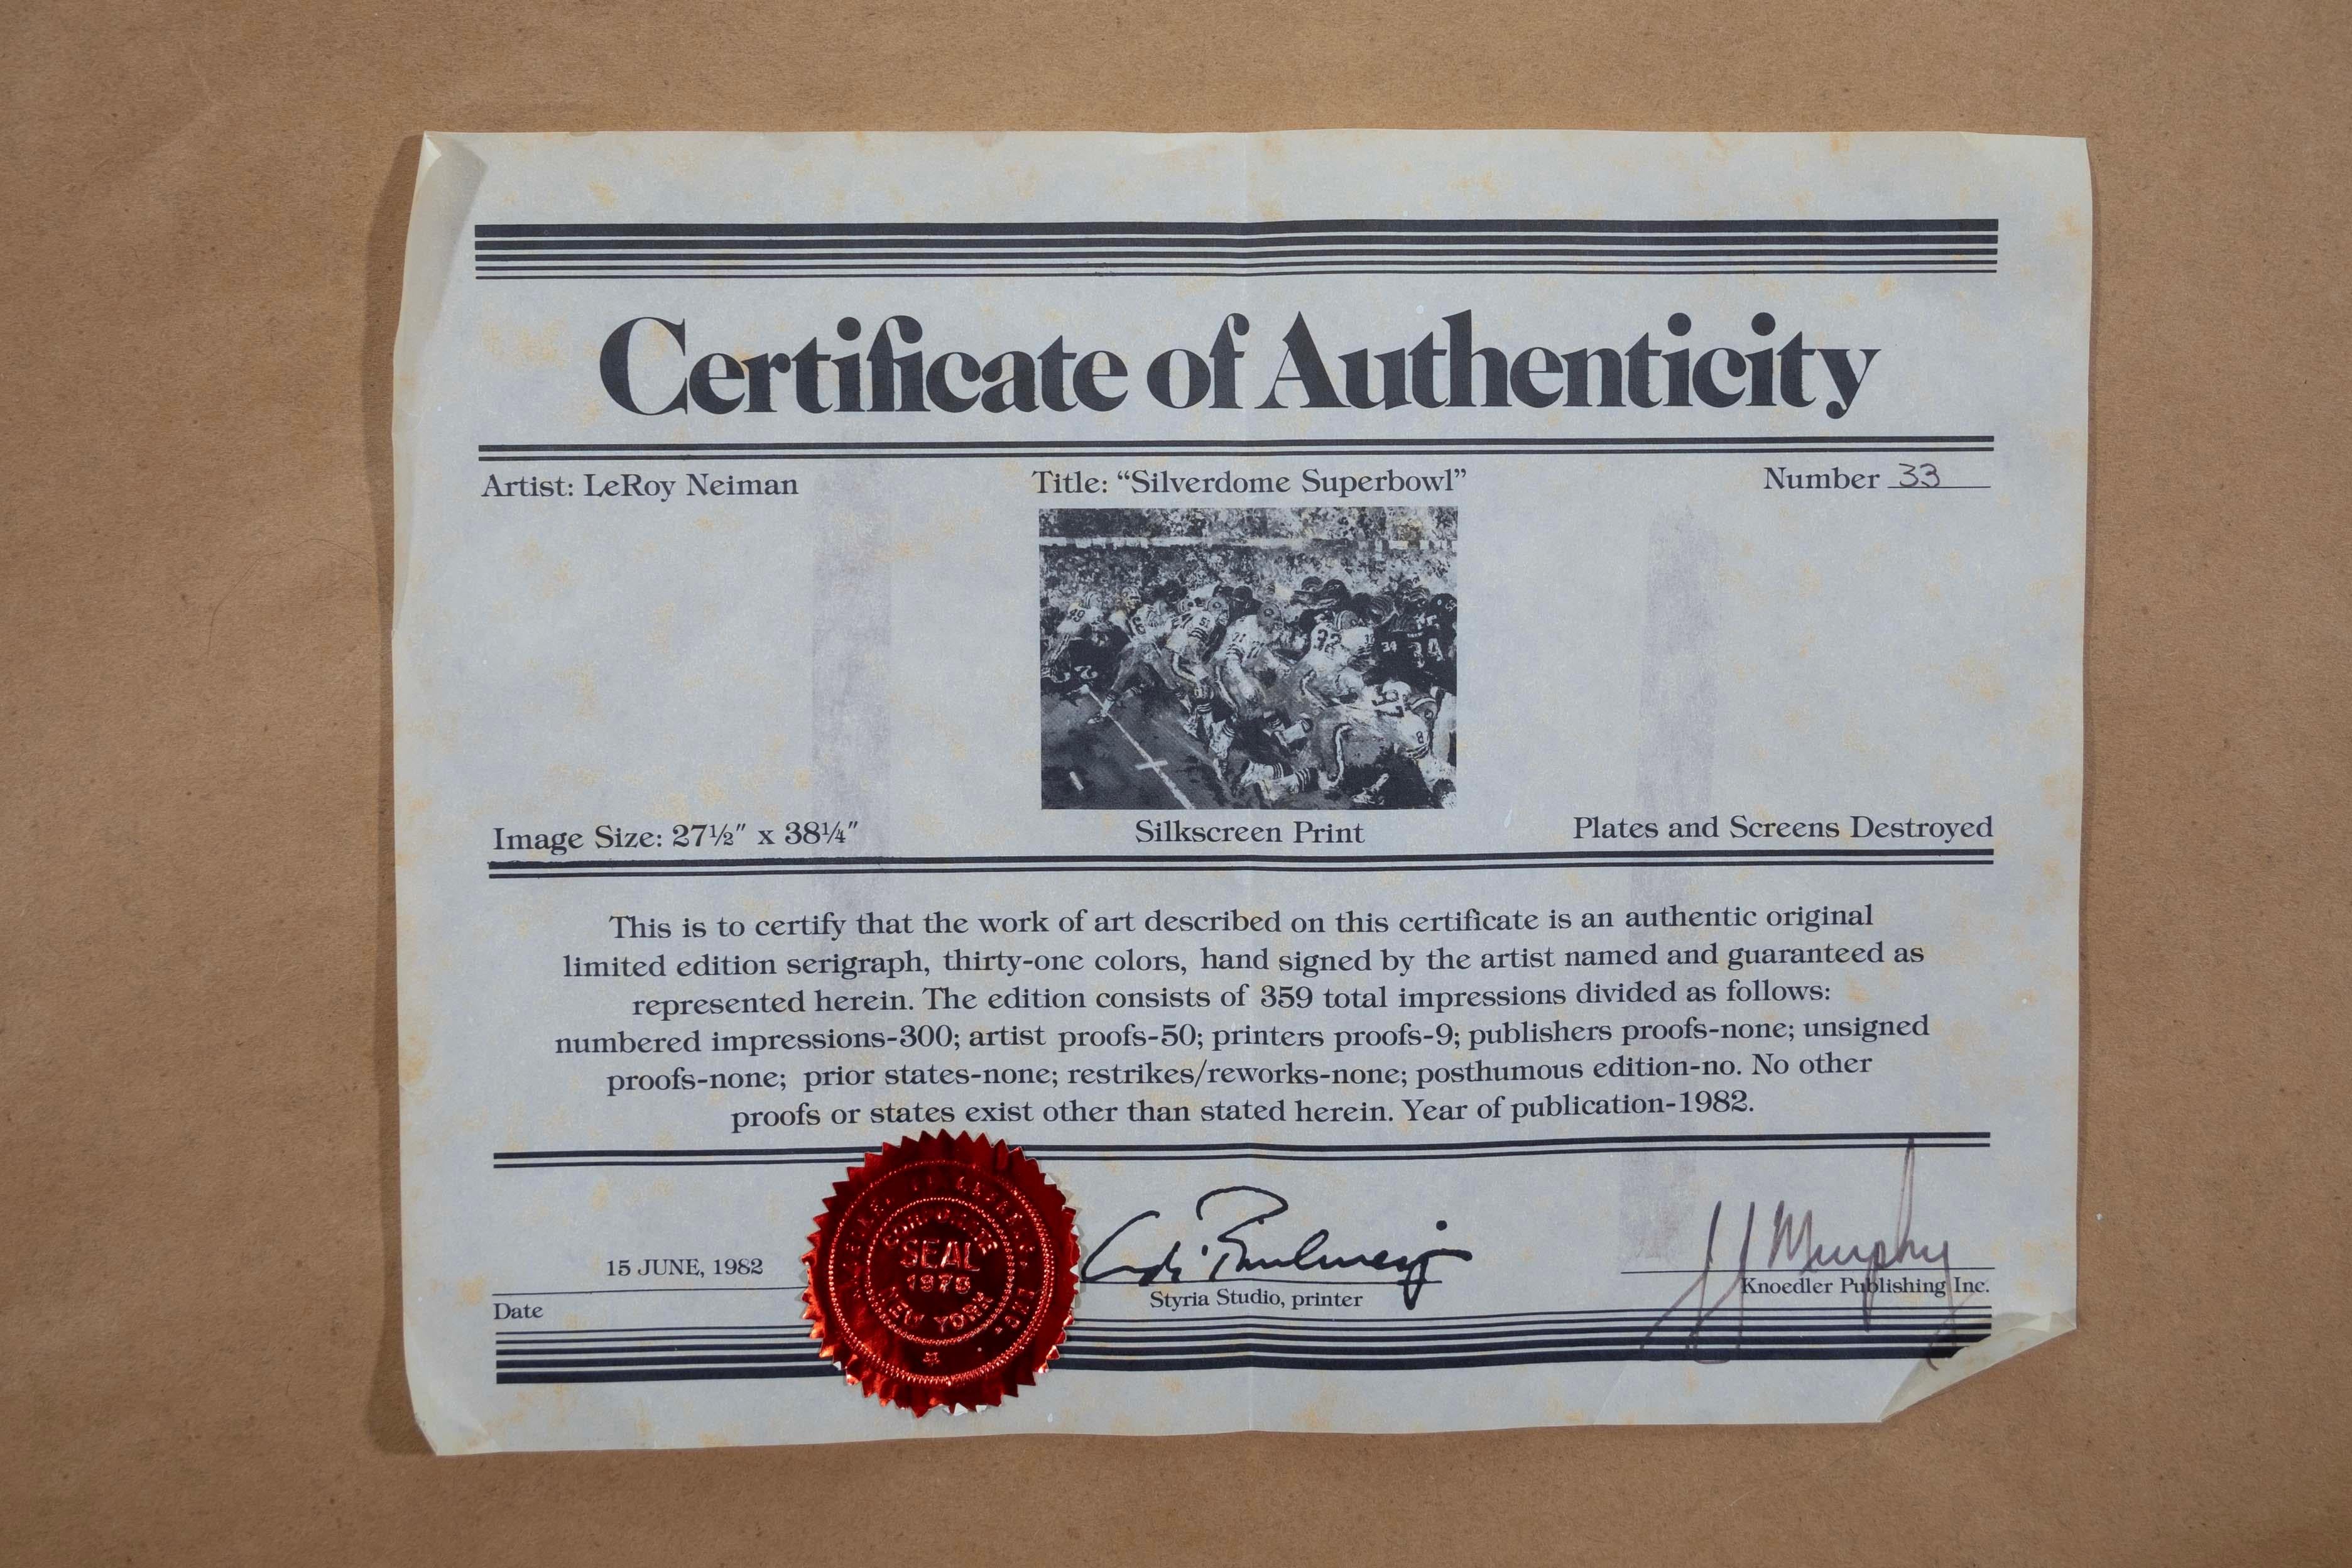 Certificate of Authenticity
Artist: LeRoy Neiman
Title: “Silverdome Superbowl”
Number 33
Image Size: 27½" x 38¼"
Silkscreen Print
Plates and Screens Destroyed
This is to certify that the work of art described on this certificate is an authentic original
limited edition serigraph, thirty-one colors, hand signed by the artist named and guaranteed as
represented herein. The edition consists of 359 total impressions divided as follows:
numbered impressions-300; artist proofs-50; printers proofs-9; publishers proofs-none; unsigned
proofs-none; prior states-none; restrikes/reworks-none; posthumous edition-no. No other
proofs or states exist other than stated herein. Year of publication-1982.
15 JUNE, 1982
Date
CORPORATE
SEAL
1975
NEW YORK
Styria Studio, printer
JJ Murphy
Knoedler Publishing Inc.